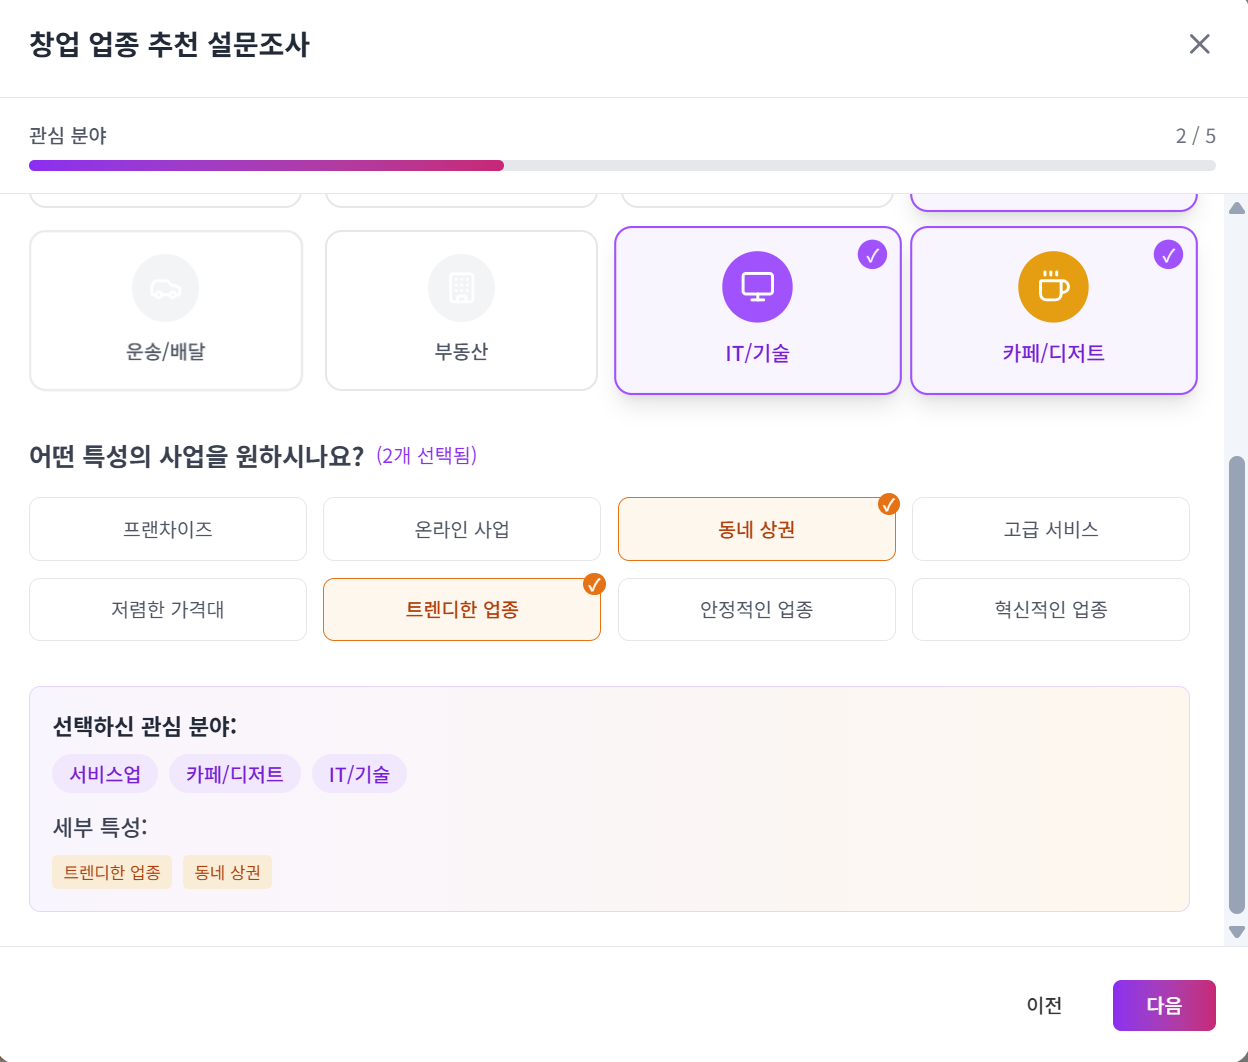 창업 업종 추천 설문조사
관심 분야 2 / 5
운송/배달 부동산 IT/기술 카페/디저트
어떤 특성의 사업을 원하시나요? (2개 선택됨)
프랜차이즈 온라인 사업 동네 상권 고급 서비스
저렴한 가격대 트렌디한 업종 안정적인 업종 혁신적인 업종
선택하신 관심 분야:
서비스업 카페/디저트 IT/기술
세부 특성:
트렌디한 업종 동네 상권
이전 다음